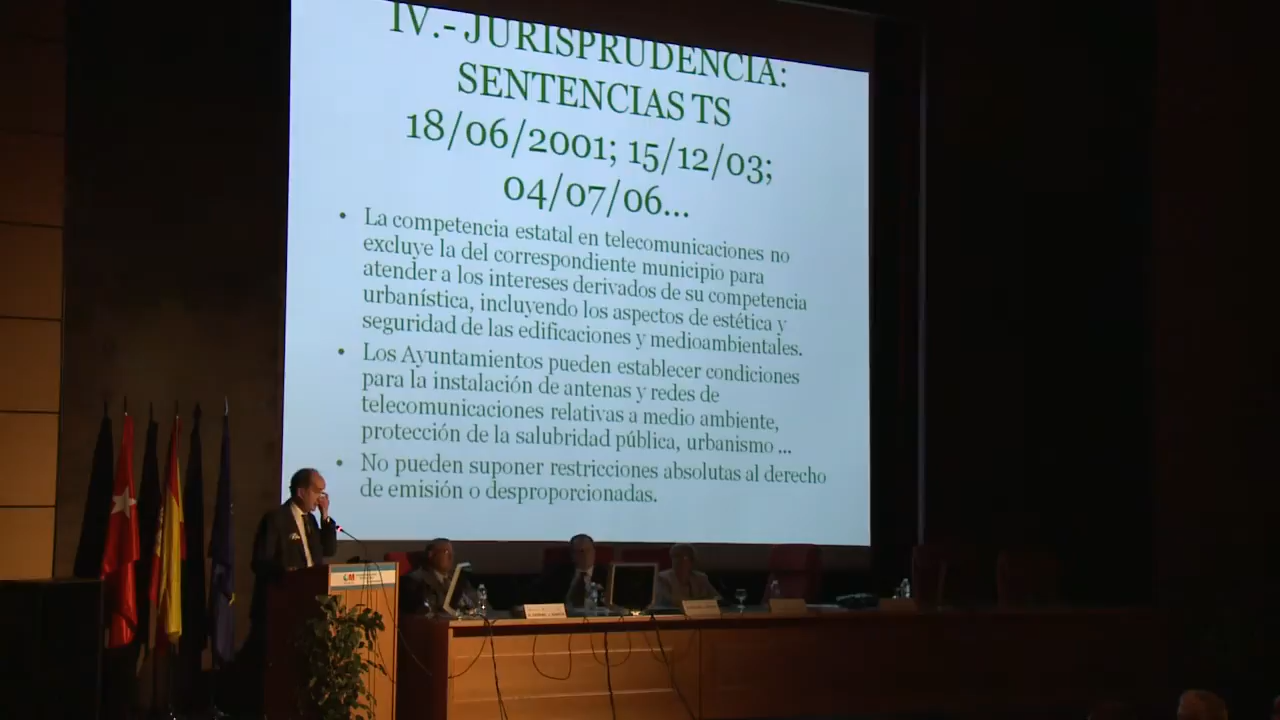 IV.- JURISPRUDENCIA:
SENTENCIAS TS
18/06/2001; 15/12/03;
04/07/06...
• La competencia estatal en telecomunicaciones no
excluye la del correspondiente municipio para
atender a los intereses derivados de su competencia
urbanística, incluyendo los aspectos de estética y
seguridad de las edificaciones y medioambientales.
• Los Ayuntamientos pueden establecer condiciones
para la instalación de antenas y redes de
telecomunicaciones relativas a medio ambiente,
protección de la salubridad pública, urbanismo ...
• No pueden suponer restricciones absolutas al derecho
de emisión o desproporcionadas.